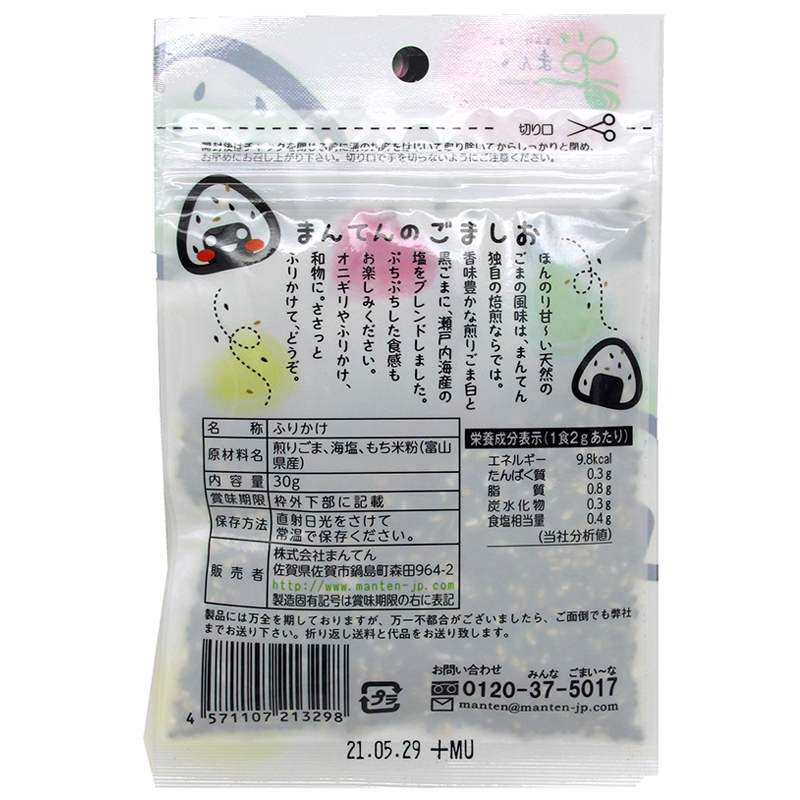 まん
切り口
お早めにお召し上がり下さい。切り口で手を切らないようにご注意ください。
まんてんのごましお
ほんのり甘〜い天然の
ごまの風味は、まんてん
独自の焙煎ならでは。
香味豊かな煎りごま白と
黒ごまに、瀬戸内海産の
塩をブレンドしました。
ぷちぷちした食感も
お楽しみください。
オニギリやふりかけ、
和物に。ささっと
ふりかけて、どうぞ。
名称 ふりかけ
原材料名 煎りごま、海塩、もち米粉(富山
県産)
内容量 30g
賞味期限 枠外下部に記載
保存方法 直射日光をさけて
常温で保存ください。
販売者 株式会社まんてん
佐賀県佐賀市鍋島町森田964-2
http://www.manten-jp.com
製造固有記号は賞味期限の右に表記
栄養成分表示(1食2gあたり)
エネルギー 9.8kcal
たんぱく質 0.3g
脂質 0.8g
炭水化物 0.3g
食塩相当量 0.4g
(当社分析値)
製品には万全を期しておりますが、万一不都合がございましたら、ご面倒でも弊社
までお送り下さい。折り返し送料と代品をお送り致します。
4 571107 213298
プラ
お問い合わせ みんな ごまい〜な
0120-37-5017
manten@manten-jp.com
21.05.29 +MU